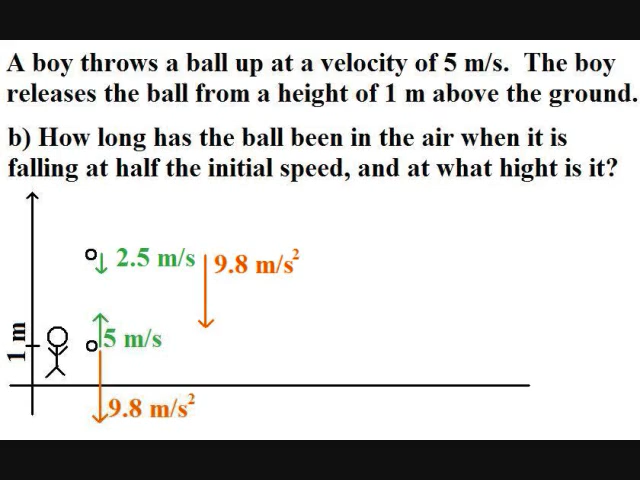 A boy throws a ball up at a velocity of 5 m/s. The boy
releases the ball from a height of 1 m above the ground.
b) How long has the ball been in the air when it is
falling at half the initial speed, and at what hight is it?
2.5 m/s
9.8 m/s²
1 m
5 m/s
9.8 m/s²